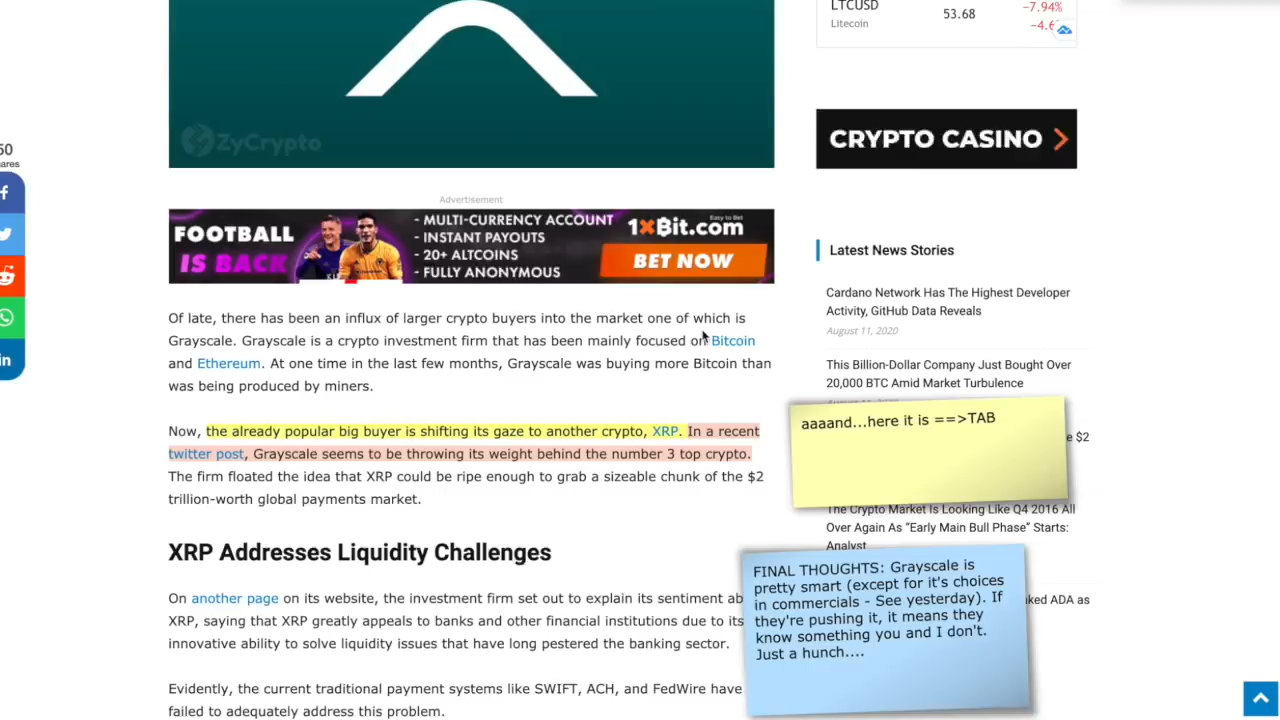 LTCUSD
Litecoin
53.68
-7.94%
ZyCrypto
CRYPTO CASINO
Advertisement
FOOTBALL
IS BACK
- MULTI-CURRENCY ACCOUNT
- INSTANT PAYOUTS
- 20+ ALTCOINS
- FULLY ANONYMOUS
Easy to Bet
1xBit.com
BET NOW
Of late, there has been an influx of larger crypto buyers into the market one of which is
Grayscale. Grayscale is a crypto investment firm that has been mainly focused on Bitcoin
and Ethereum. At one time in the last few months, Grayscale was buying more Bitcoin than
was being produced by miners.
Now, the already popular big buyer is shifting its gaze to another crypto, XRP. In a recent
twitter post, Grayscale seems to be throwing its weight behind the number 3 top crypto.
The firm floated the idea that XRP could be ripe enough to grab a sizeable chunk of the $2
trillion-worth global payments market.
XRP Addresses Liquidity Challenges
On another page on its website, the investment firm set out to explain its sentiment ab
XRP, saying that XRP greatly appeals to banks and other financial institutions due to its
innovative ability to solve liquidity issues that have long pestered the banking sector.
Evidently, the current traditional payment systems like SWIFT, ACH, and FedWire have
failed to adequately address this problem.
Latest News Stories
Cardano Network Has The Highest Developer
Activity, GitHub Data Reveals
August 11, 2020
This Billion-Dollar Company Just Bought Over
20,000 BTC Amid Market Turbulence
aaaand...here it is ==>TAB
e $2
The Crypto Market Is Looking Like Q4 2016 All
Over Again As “Early Main Bull Phase” Starts:
Analyst
FINAL THOUGHTS: Grayscale is
pretty smart (except for it's choices
in commercials - See yesterday). If
they're pushing it, it means they
know something you and I don't.
Just a hunch....
ked ADA as